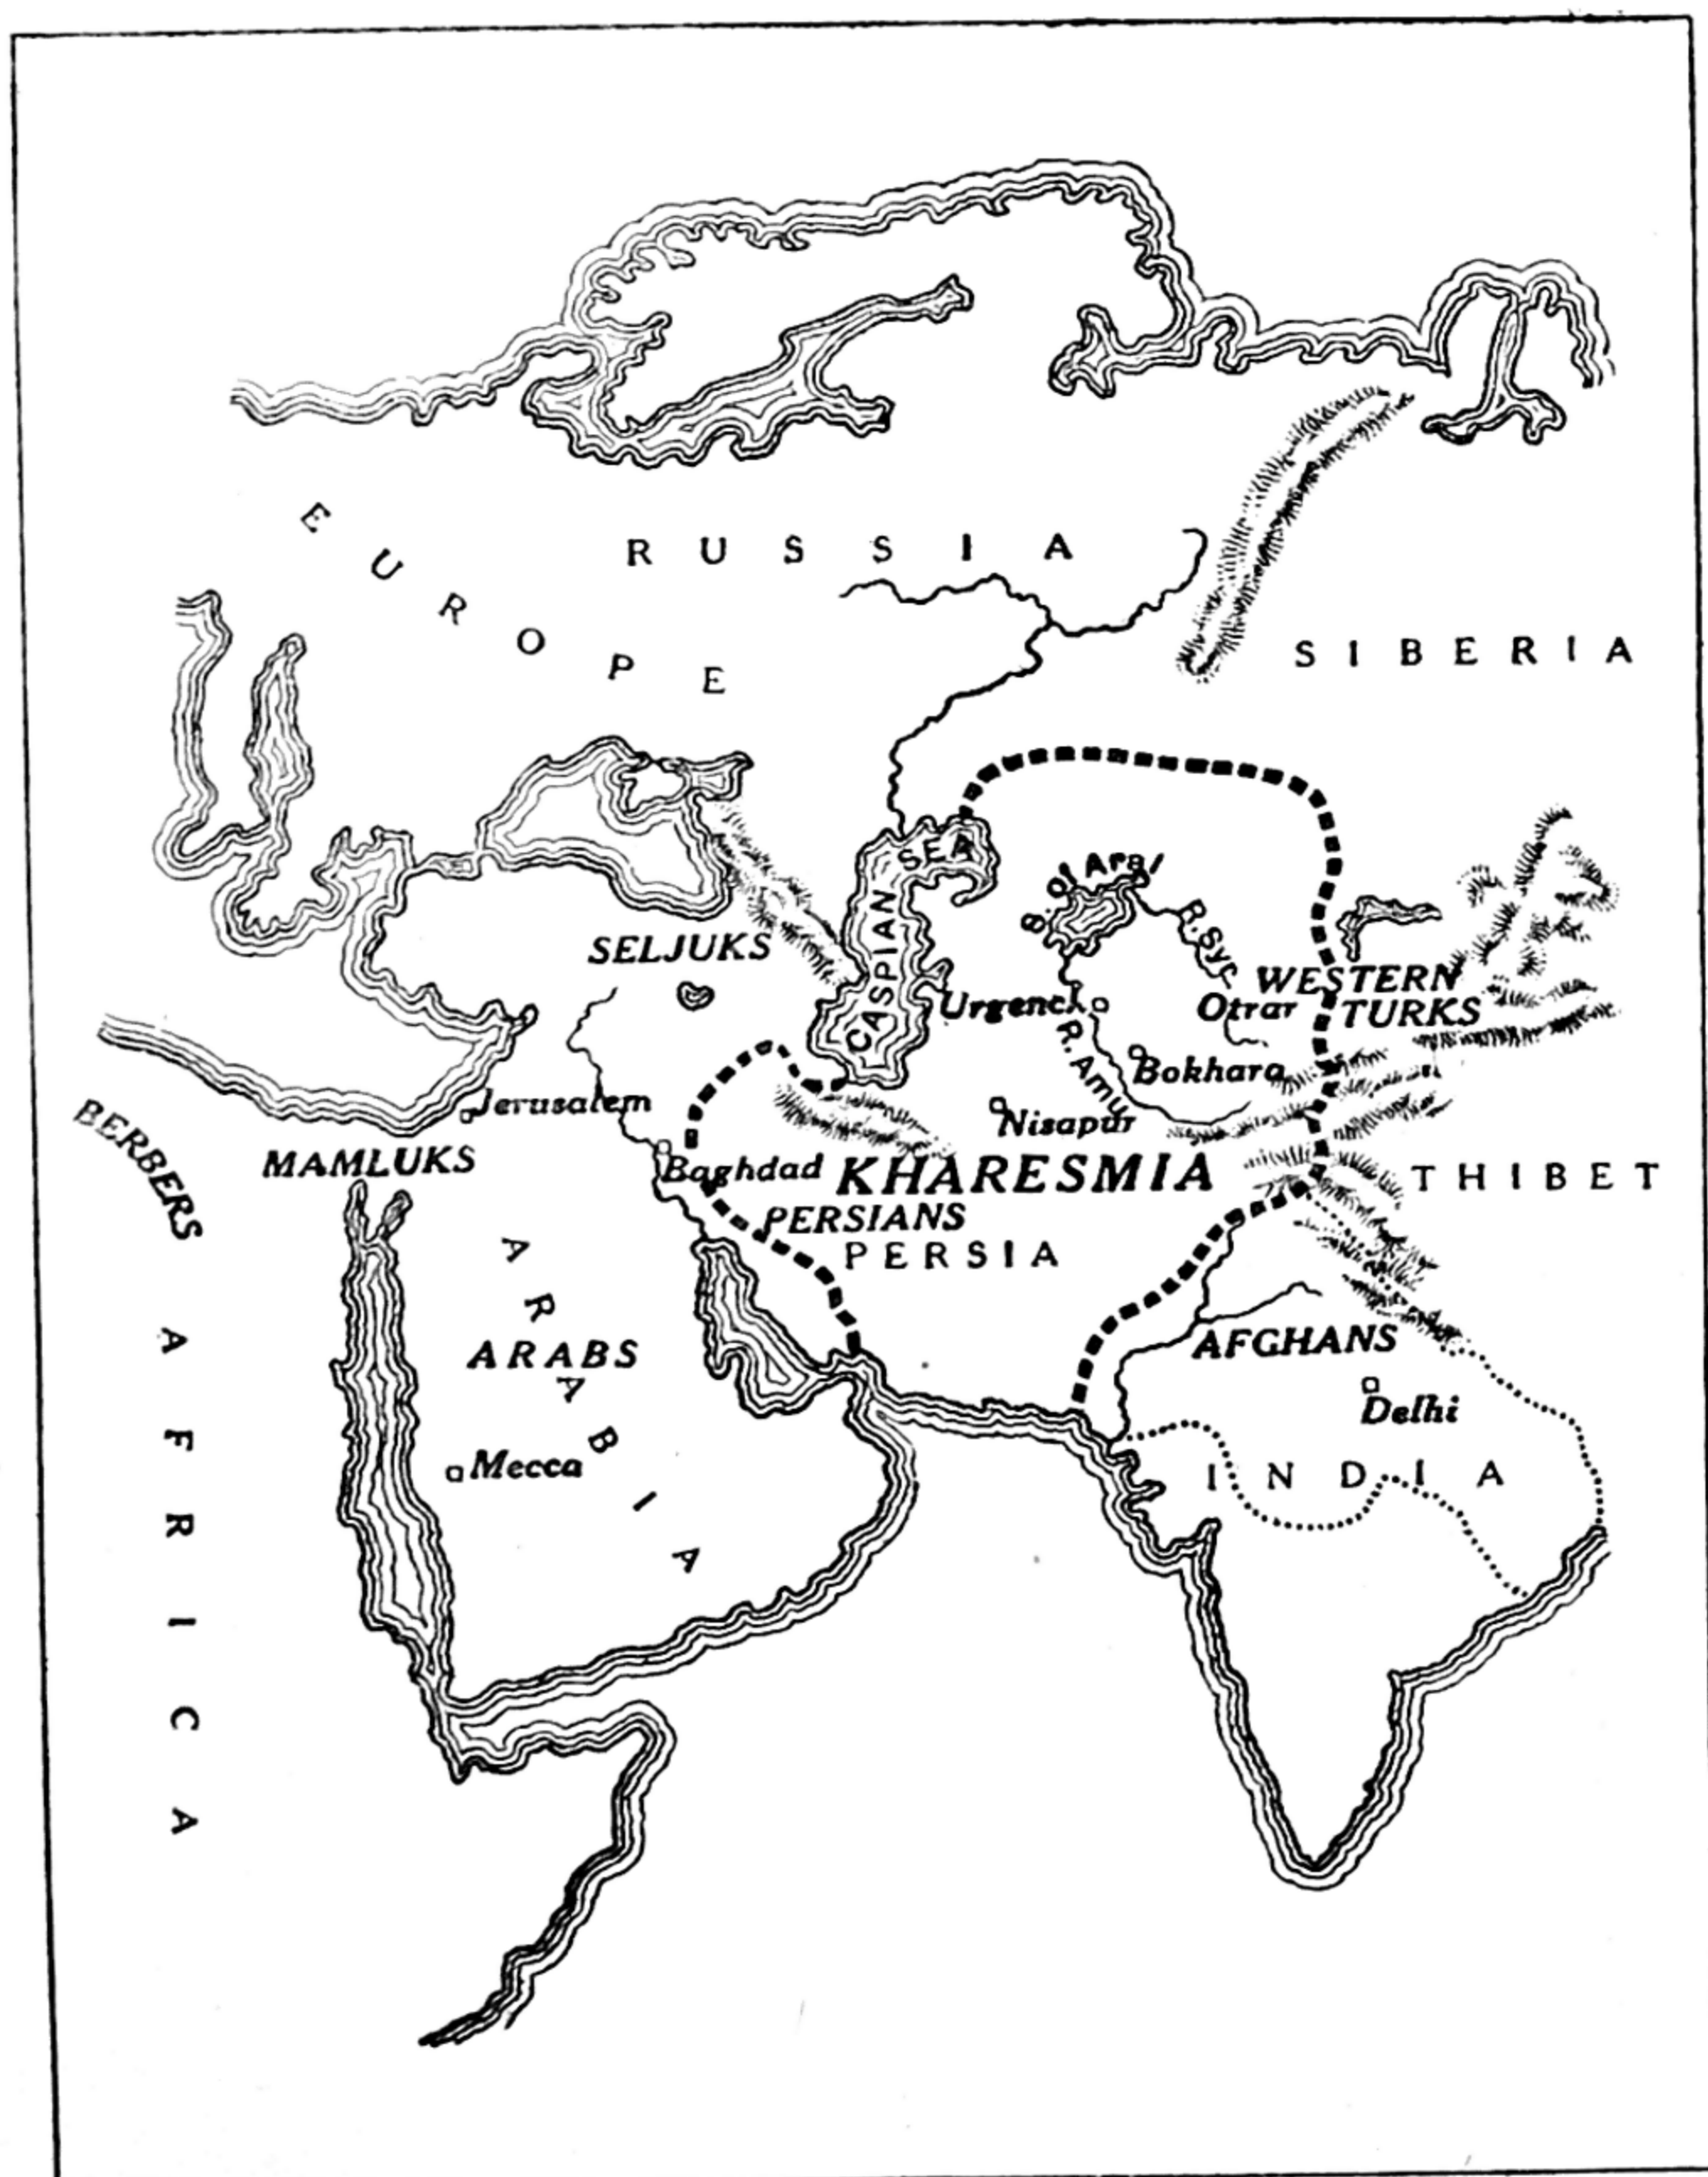 EUROPE
RUSSIA
SIBERIA
CASPIAN SEA
S. of Aral
R. Syr
SELJUKS
WESTERN
TURKS
Urgench
Otrar
R. Amu
Bokhara
Jerusalem
Nisapur
BERBERS
MAMLUKS
Baghdad
KHARESMIA
THIBET
PERSIANS
PERSIA
ARABIA
ARABS
AFGHANS
Delhi
Mecca
INDIA
AFRICA